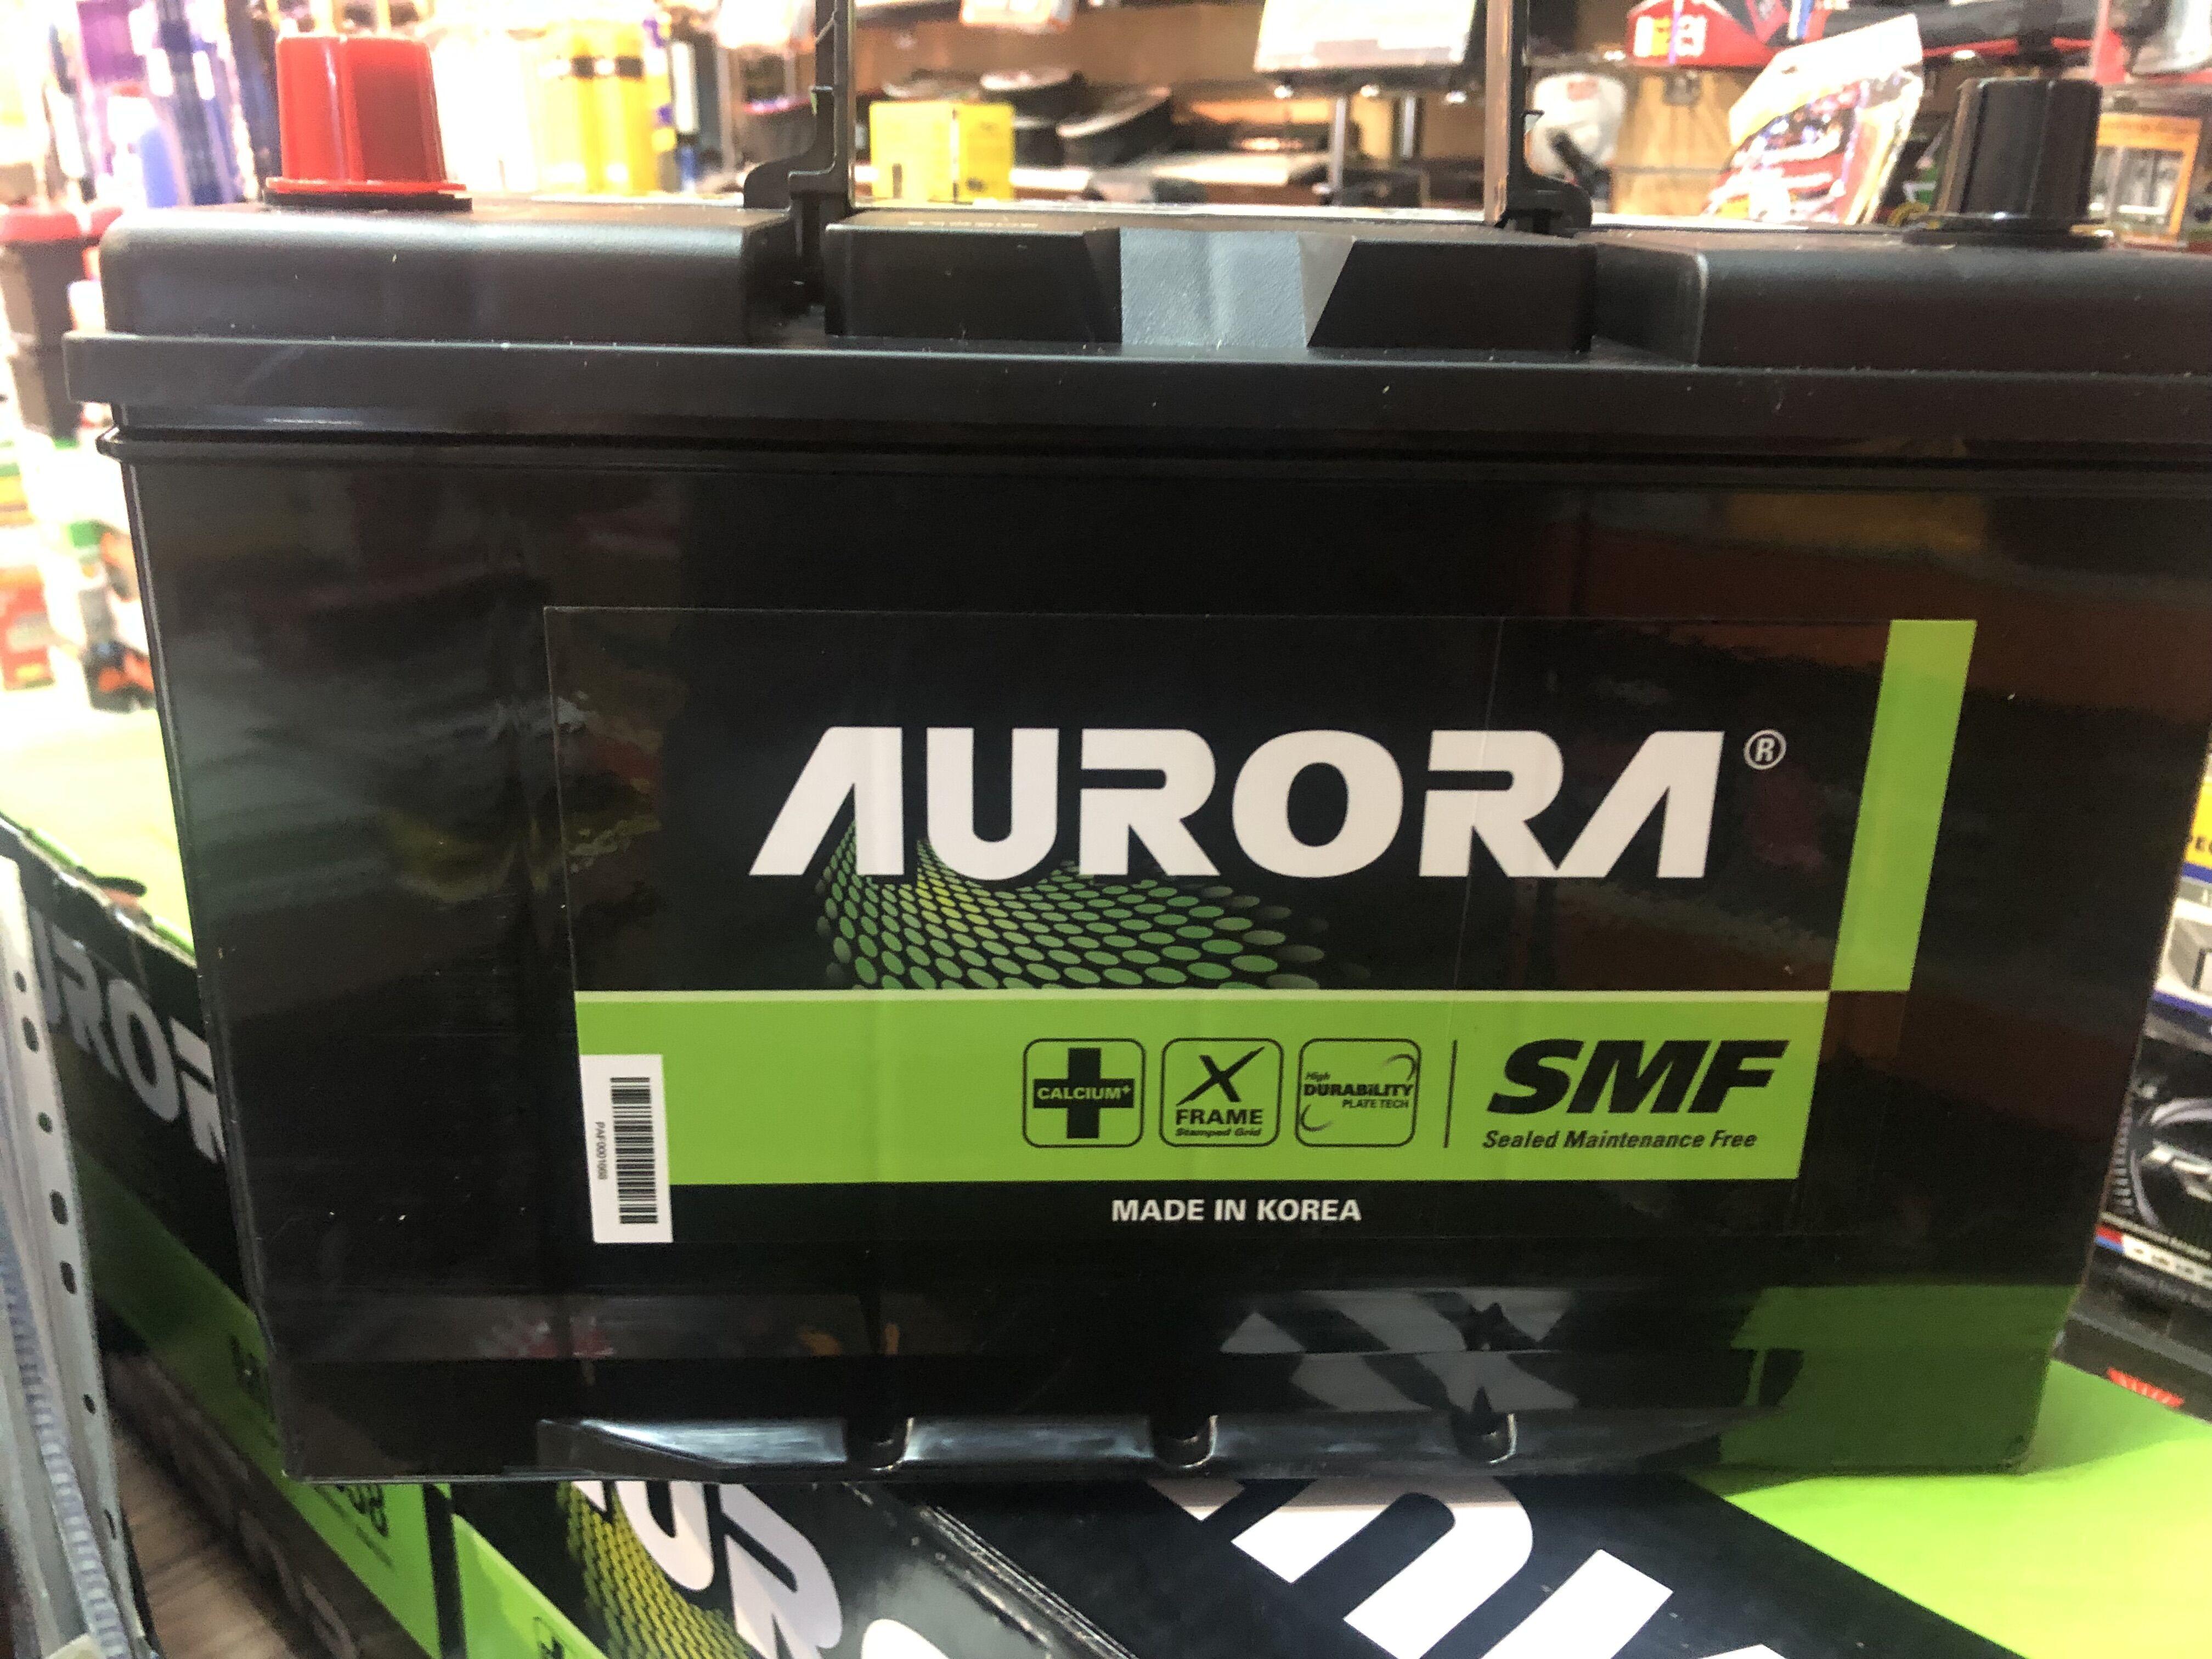 AURORA®
CALCIUM+
X
FRAME
Stamped Grid
High
DURABILITY
PLATE TECH
SMF
Sealed Maintenance Free
MADE IN KOREA